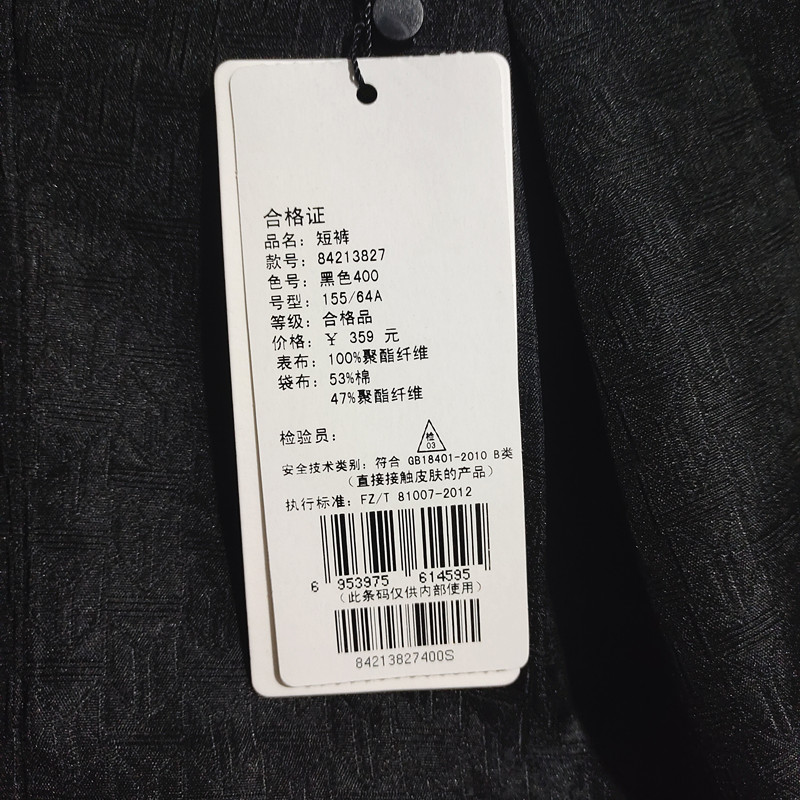 合格证
品名: 短裤
款号: 84213827
色号: 黑色400
号型: 155/64A
等级: 合格品
价格: ¥ 359 元
表布: 100%聚酯纤维
袋布: 53%棉
47%聚酯纤维
检验员:
检
03
安全技术类别: 符合 GB18401-2010 B类
(直接接触皮肤的产品)
执行标准: FZ/T 81007-2012
6 953975 614595
(此条码仅供内部使用)
84213827400S